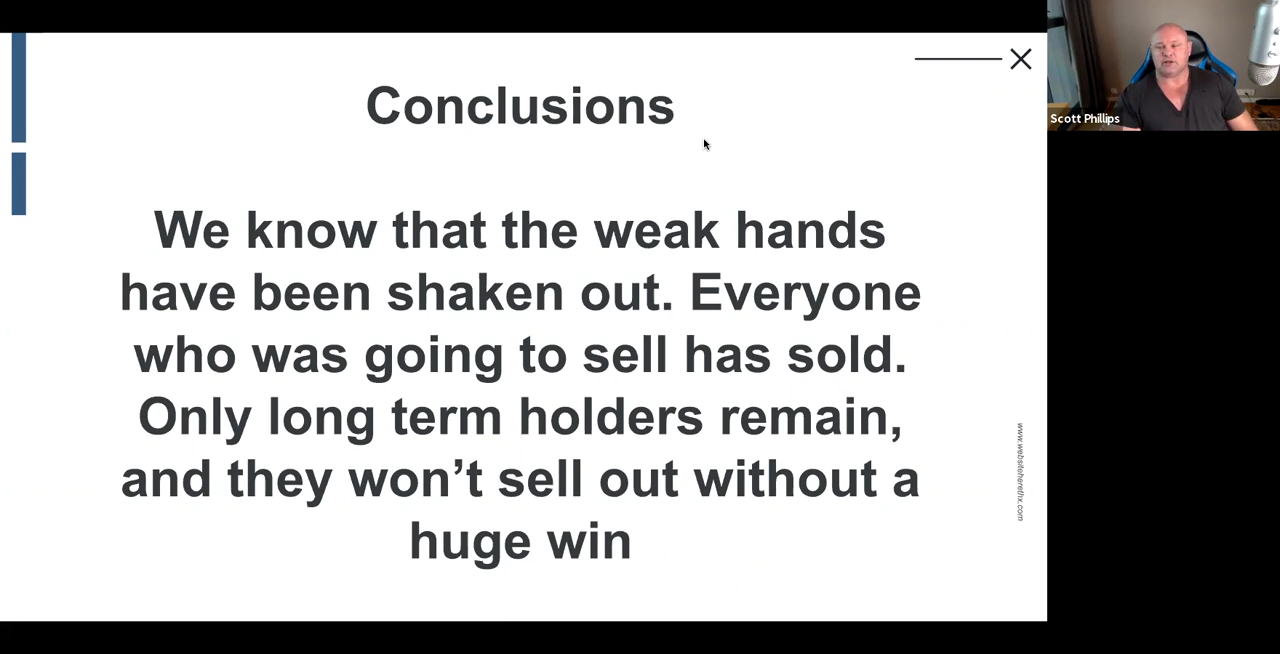 Conclusions
We know that the weak hands
have been shaken out. Everyone
who was going to sell has sold.
Only long term holders remain,
and they won’t sell out without a
huge win
www.websiteherethx.com
Scott Phillips